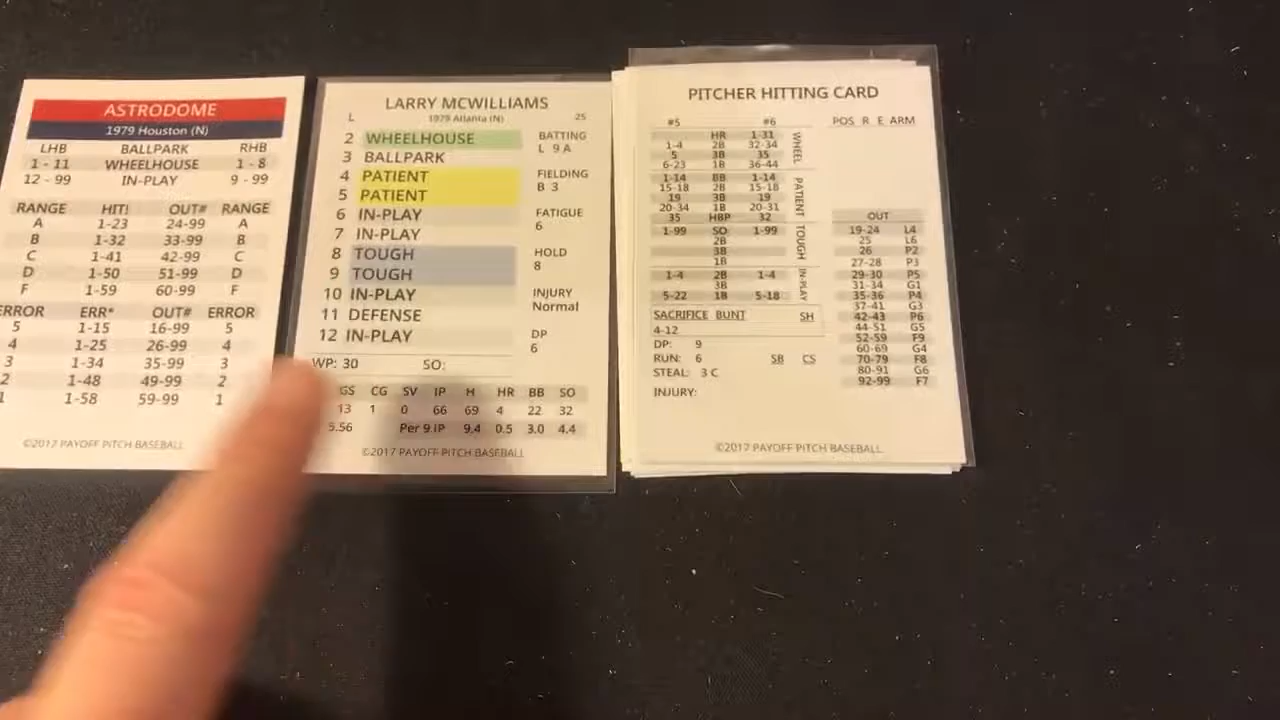 ASTRODOME
1979 Houston (N)
LHB BALLPARK RHB
1 - 11 WHEELHOUSE 1 - 8
12 - 99 IN-PLAY 9 - 99
RANGE HIT! OUT# RANGE
A 1-23 24-99 A
B 1-32 33-99 B
C 1-41 42-99 C
D 1-50 51-99 D
F 1-59 60-99 F
ERROR ERR* OUT# ERROR
5 1-15 16-99 5
4 1-25 26-99 4
3 1-34 35-99 3
2 1-48 49-99 2
1 1-58 59-99 1
©2017 PAYOFF PITCH BASEBALL
LARRY MCWILLIAMS
L 1979 Atlanta (N) 25
2 WHEELHOUSE
3 BALLPARK
4 PATIENT
5 PATIENT
6 IN-PLAY
7 IN-PLAY
8 TOUGH
9 TOUGH
10 IN-PLAY
11 DEFENSE
12 IN-PLAY
BATTING
L 9 A
FIELDING
B 3
FATIGUE
6
HOLD
8
INJURY
Normal
DP
6
WP: 30 SO:
GS CG SV IP H HR BB SO
13 1 0 66 69 4 22 32
5.56 Per 9 IP 9.4 0.5 3.0 4.4
©2017 PAYOFF PITCH BASEBALL
PITCHER HITTING CARD
#5 #6
HR 1-31
1-4 2B 32-34
5 3B 35
6-23 1B 36-44
WHEEL
1-14 BB 1-14
15-18 2B 15-18
19 3B 19
20-34 1B 20-31
35 HBP 32
PATIENT
1-99 SO 1-99
2B
3B
1B
TOUGH
1-4 2B 1-4
3B
5-22 1B 5-18
IN-PLAY
SACRIFICE BUNT SH
4-12
DP: 9
RUN: 6 SB CS
STEAL: 3 C
INJURY:
POS R E ARM
OUT
19-24 L4
25 L6
26 P2
27-28 P3
29-30 P5
31-34 G1
35-36 P4
37-41 G3
42-43 P6
44-51 G5
52-59 F9
60-69 G4
70-79 F8
80-91 G6
92-99 F7
©2017 PAYOFF PITCH BASEBALL